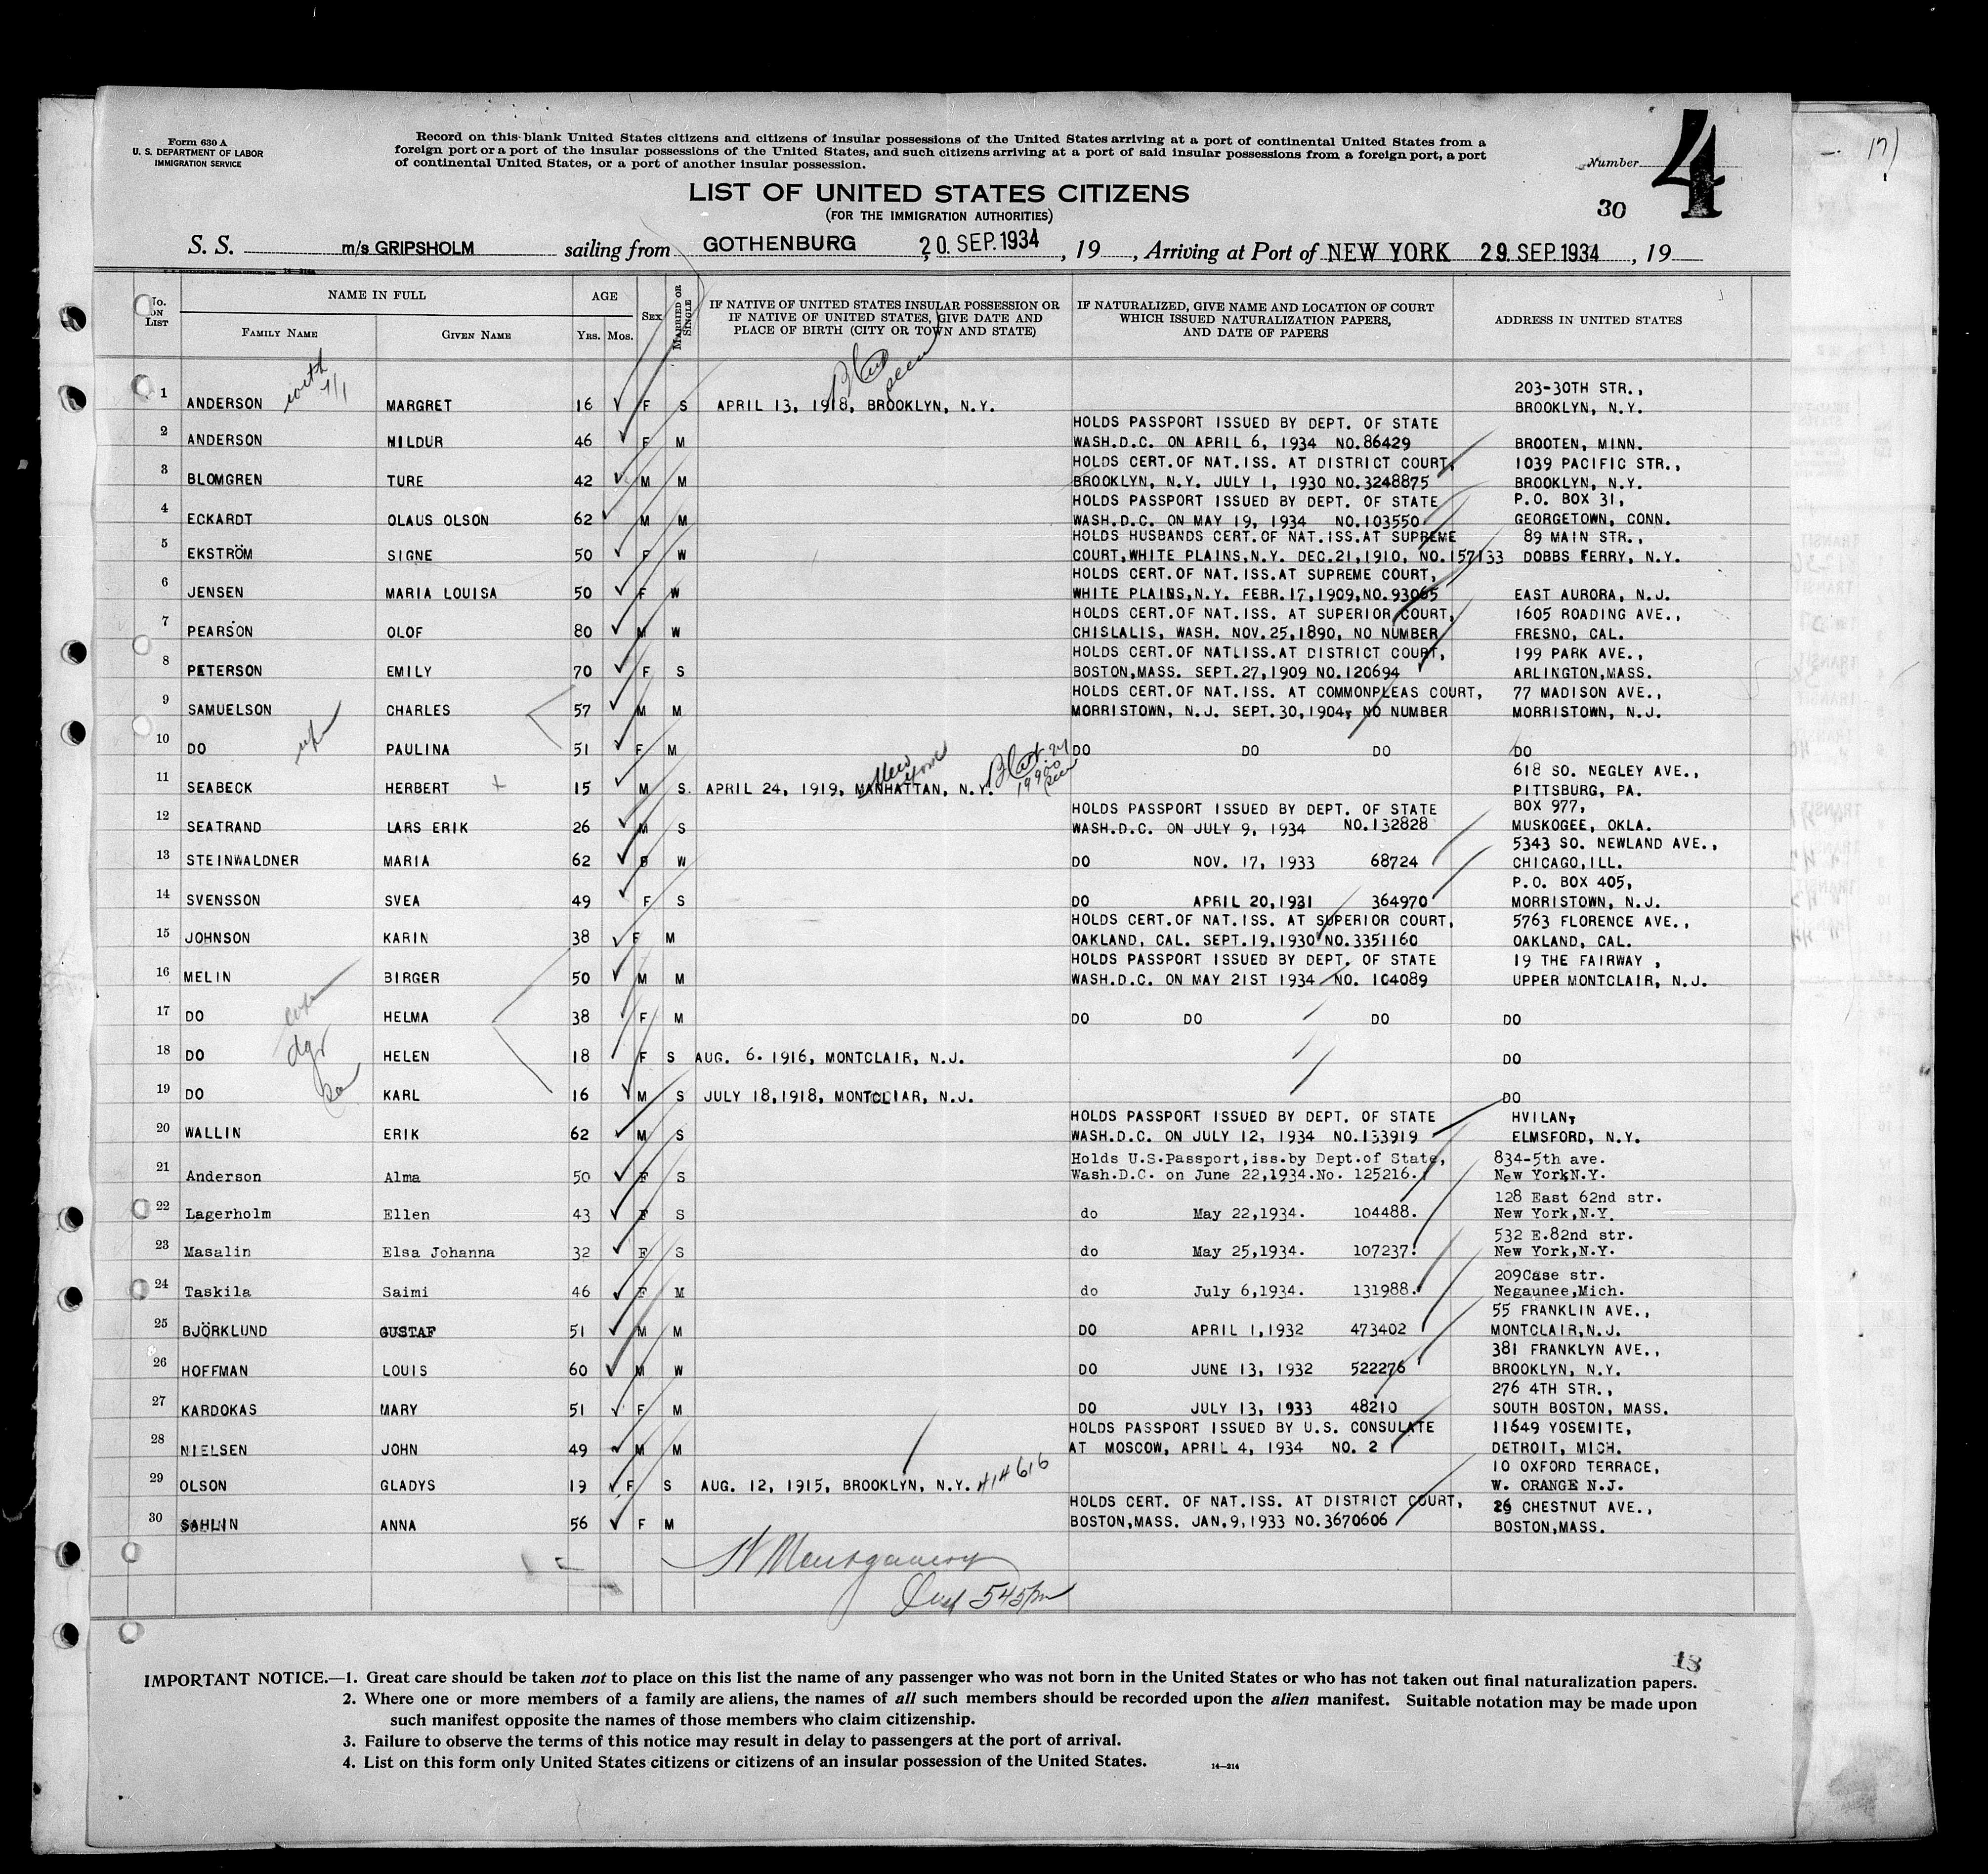 Form 630 A
U. S. DEPARTMENT OF LABOR
IMMIGRATION SERVICE
Record on this blank United States citizens and citizens of insular possessions of the United States arriving at a port of continental United States from a
foreign port or a port of the insular possessions of the United States, and such citizens arriving at a port of said insular possessions from a foreign port, a port
of continental United States, or a port of another insular possession.
Number 4
30
LIST OF UNITED STATES CITIZENS
(FOR THE IMMIGRATION AUTHORITIES)
S. S. m/s GRIPSHOLM sailing from GOTHENBURG 20. SEP. 1934, 19 , Arriving at Port of NEW YORK 29. SEP. 1934, 19
No. ON LIST
NAME IN FULL
FAMILY NAME GIVEN NAME
AGE
YRS. MOS.
SEX
MARRIED OR SINGLE
IF NATIVE OF UNITED STATES INSULAR POSSESSION OR
IF NATIVE OF UNITED STATES, GIVE DATE AND
PLACE OF BIRTH (CITY OR TOWN AND STATE)
IF NATURALIZED, GIVE NAME AND LOCATION OF COURT
WHICH ISSUED NATURALIZATION PAPERS,
AND DATE OF PAPERS
ADDRESS IN UNITED STATES
203-30TH STR.,
1 ANDERSON with 7/1 MARGRET 16 F S APRIL 13, 1918, BROOKLYN, N.Y. seen BROOKLYN, N.Y.
HOLDS PASSPORT ISSUED BY DEPT. OF STATE
2 ANDERSON HILDUR 46 F M WASH.D.C. ON APRIL 6, 1934 NO.86429 BROOTEN, MINN.
HOLDS CERT.OF NAT.ISS. AT DISTRICT COURT, 1039 PACIFIC STR.,
3 BLOMGREN TURE 42 M M BROOKLYN, N.Y. JULY 1, 1930 NO.3248875 BROOKLYN, N.Y.
HOLDS PASSPORT ISSUED BY DEPT. OF STATE P.O. BOX 31,
4 ECKARDT OLAUS OLSON 62 M M WASH.D.C. ON MAY 19, 1934 NO.103550 GEORGETOWN, CONN.
HOLDS HUSBANDS CERT.OF NAT.ISS.AT SUPREME 89 MAIN STR.,
5 EKSTRÖM SIGNE 50 F W COURT,WHITE PLAINS,N.Y. DEC.21,1910, NO.157133 DOBBS FERRY, N.Y.
HOLDS CERT.OF NAT.ISS.AT SUPREME COURT,
6 JENSEN MARIA LOUISA 50 F W WHITE PLAINS,N.Y. FEBR.17,1909,NO.93065 EAST AURORA, N.J.
HOLDS CERT.OF NAT.ISS. AT SUPERIOR COURT, 1605 ROADING AVE.,
7 PEARSON OLOF 80 M W CHISLALIS, WASH. NOV.25,1890, NO NUMBER FRESNO, CAL.
HOLDS CERT.OF NATLISS.AT DISTRICT COURT, 199 PARK AVE.,
8 PETERSON EMILY 70 F S BOSTON,MASS. SEPT.27,1909 NO.120694 ARLINGTON,MASS.
HOLDS CERT.OF NAT.ISS. AT COMMONPLEAS COURT, 77 MADISON AVE.,
9 SAMUELSON CHARLES 57 M M MORRISTOWN, N.J. SEPT.30,1904, NO NUMBER MORRISTOWN, N.J.
10 DO PAULINA 51 F M DO DO DO DO
618 SO. NEGLEY AVE.,
11 SEABECK HERBERT 15 M S. APRIL 24, 1919, MANHATTAN, N.Y. New York seen PITTSBURG, PA.
HOLDS PASSPORT ISSUED BY DEPT. OF STATE BOX 977,
12 SEATRAND LARS ERIK 26 M S WASH.D.C. ON JULY 9, 1934 NO.132828 MUSKOGEE, OKLA.
5343 SO. NEWLAND AVE.,
13 STEINWALDNER MARIA 62 W DO NOV. 17, 1933 68724 CHICAGO,ILL.
P.O. BOX 405,
14 SVENSSON SVEA 49 F S DO APRIL 20,1931 364970 MORRISTOWN, N.J.
HOLDS CERT.OF NAT.ISS. AT SUPERIOR COURT, 5763 FLORENCE AVE.,
15 JOHNSON KARIN 38 F M OAKLAND, CAL. SEPT.19,1930 NO.3351160 OAKLAND, CAL.
HOLDS PASSPORT ISSUED BY DEPT. OF STATE 19 THE FAIRWAY ,
16 MELIN BIRGER 50 M M WASH.D.C. ON MAY 21ST 1934 NO. 104089 UPPER MONTCLAIR, N.J.
17 DO HELMA 38 F M DO DO DO DO
18 DO dgr HELEN 18 F S AUG. 6. 1916, MONTCLAIR, N.J. DO
19 DO KARL 16 M S JULY 18,1918, MONTCLIAR, N.J. DO
HOLDS PASSPORT ISSUED BY DEPT. OF STATE HVILAN,
20 WALLIN ERIK 62 M S WASH.D.C. ON JULY 12, 1934 NO.133919 ELMSFORD, N.Y.
Holds U.S.Passport,iss.by Dept.of State, 834-5th ave.
21 Anderson Alma 50 F S Wash.D.C. on June 22,1934.No. 125216. New York,N.Y.
128 East 62nd str.
22 Lagerholm Ellen 43 F S do May 22,1934. 104488. New York,N.Y.
532 E.82nd str.
23 Masalin Elsa Johanna 32 F S do May 25,1934. 107237. New York,N.Y.
209Case str.
24 Taskila Saimi 46 F M do July 6,1934. 131988. Negaunee,Mich.
55 FRANKLIN AVE.,
25 BJÖRKLUND GUSTAF 51 M M DO APRIL 1,1932 473402 MONTCLAIR,N.J.
381 FRANKLYN AVE.,
26 HOFFMAN LOUIS 60 M W DO JUNE 13, 1932 522276 BROOKLYN, N.Y.
276 4TH STR.,
27 KARDOKAS MARY 51 F M DO JULY 13, 1933 48210 SOUTH BOSTON, MASS.
HOLDS PASSPORT ISSUED BY U.S. CONSULATE 11649 YOSEMITE,
28 NIELSEN JOHN 49 M M AT MOSCOW, APRIL 4, 1934 NO. 2 DETROIT, MICH.
10 OXFORD TERRACE,
29 OLSON GLADYS 19 F S AUG. 12, 1915, BROOKLYN, N.Y. 414616 W. ORANGE N.J.
HOLDS CERT. OF NAT.ISS. AT DISTRICT COURT, 26 CHESTNUT AVE.,
30 SAHLIN ANNA 56 F M BOSTON,MASS. JAN,9,1933 NO.3670606 BOSTON,MASS.
Montgomery
545pm
18
IMPORTANT NOTICE.—1. Great care should be taken not to place on this list the name of any passenger who was not born in the United States or who has not taken out final naturalization papers.
2. Where one or more members of a family are aliens, the names of all such members should be recorded upon the alien manifest. Suitable notation may be made upon
such manifest opposite the names of those members who claim citizenship.
3. Failure to observe the terms of this notice may result in delay to passengers at the port of arrival.
4. List on this form only United States citizens or citizens of an insular possession of the United States.
14—214